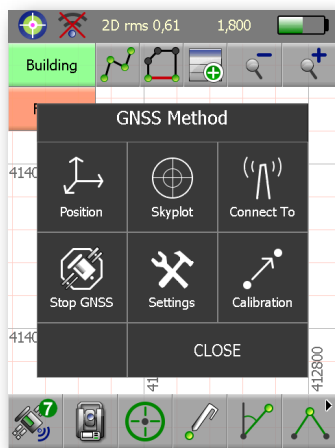 2D rms 0,61 1,800
Building
F
GNSS Method
Position Skyplot Connect To
Stop GNSS Settings Calibration
CLOSE
4140
4140
412800
7